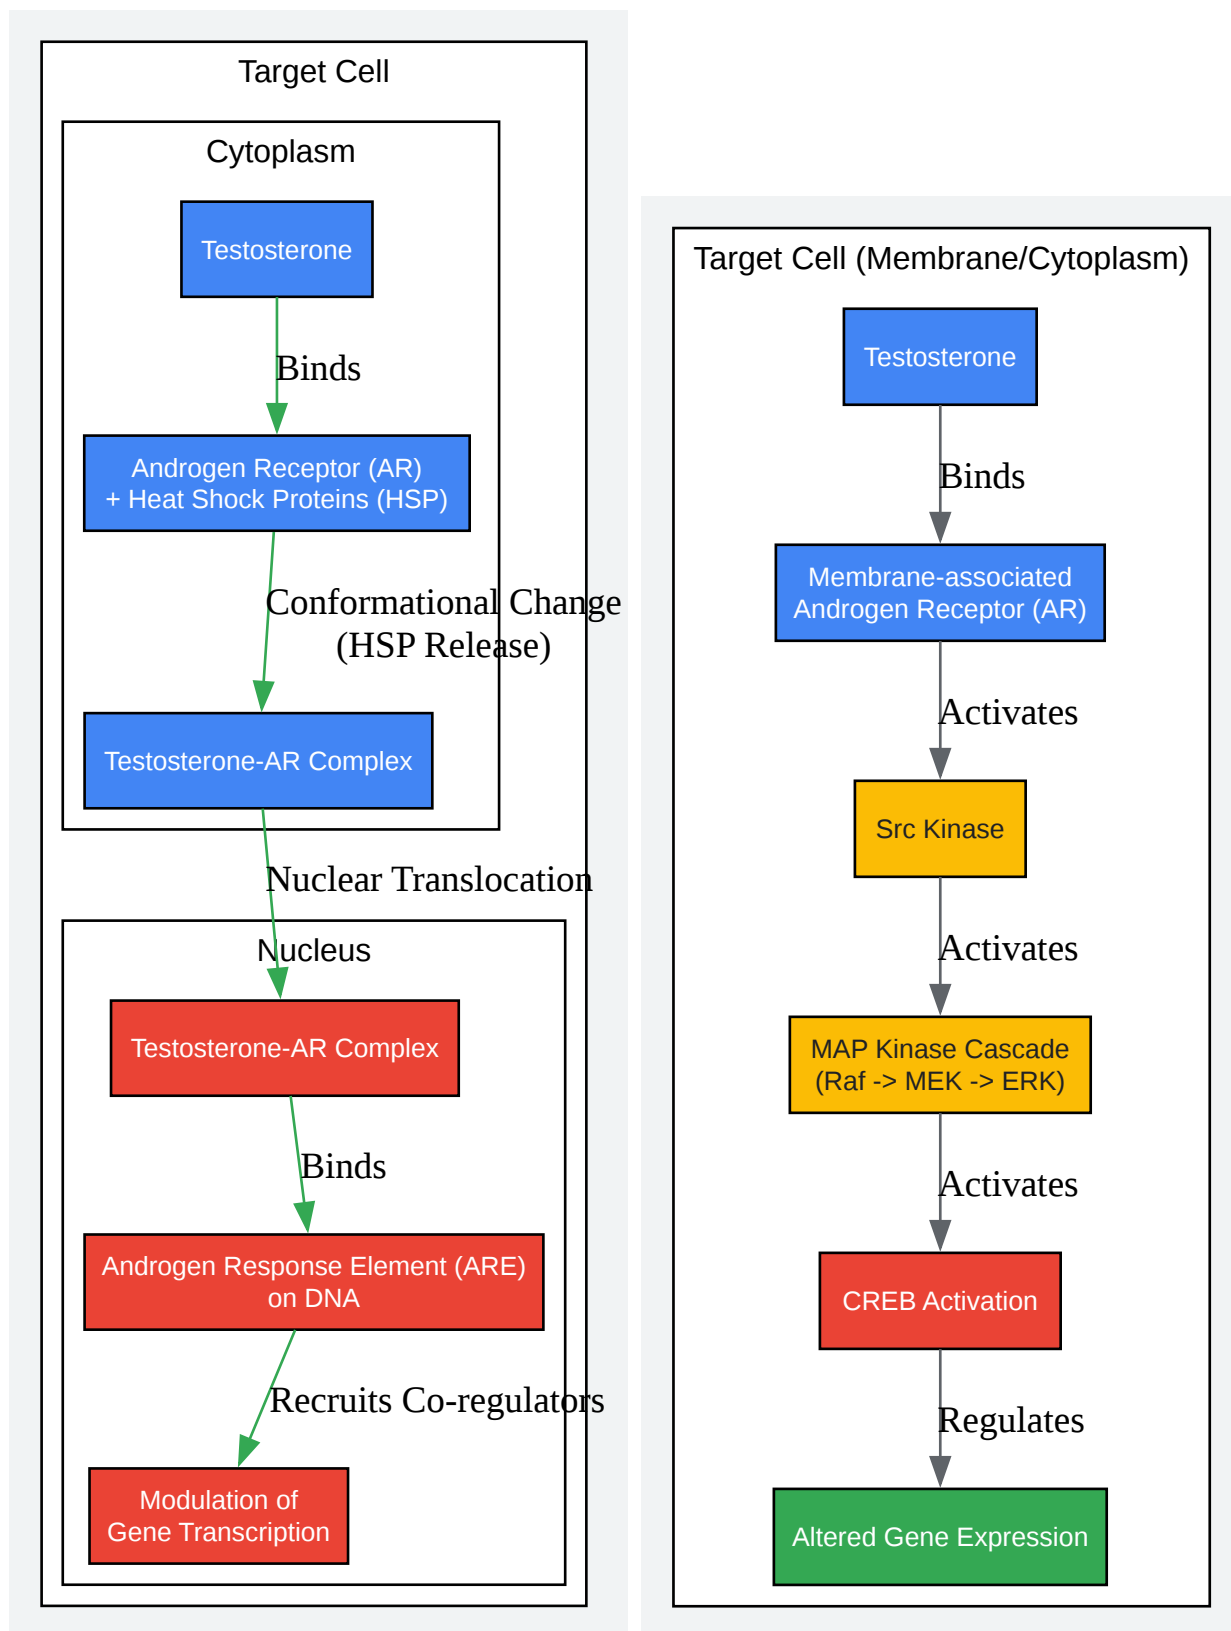 Target Cell
Cytoplasm
Testosterone
Binds
Androgen Receptor (AR)
+ Heat Shock Proteins (HSP)
Conformational Change
(HSP Release)
Testosterone-AR Complex
Nuclear Translocation
Nucleus
Testosterone-AR Complex
Binds
Androgen Response Element (ARE)
on DNA
Recruits Co-regulators
Modulation of
Gene Transcription
Target Cell (Membrane/Cytoplasm)
Testosterone
Binds
Membrane-associated
Androgen Receptor (AR)
Activates
Src Kinase
Activates
MAP Kinase Cascade
(Raf -> MEK -> ERK)
Activates
CREB Activation
Regulates
Altered Gene Expression